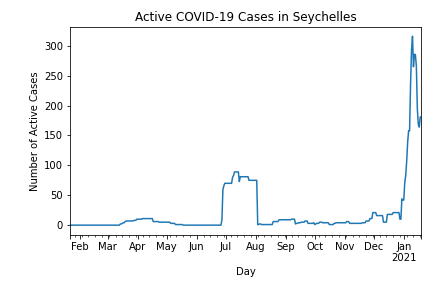 Active COVID-19 Cases in Seychelles
Number of Active Cases
300
250
200
150
100
50
0
Feb Mar Apr May Jun Jul Aug Sep Oct Nov Dec Jan
2021
Day